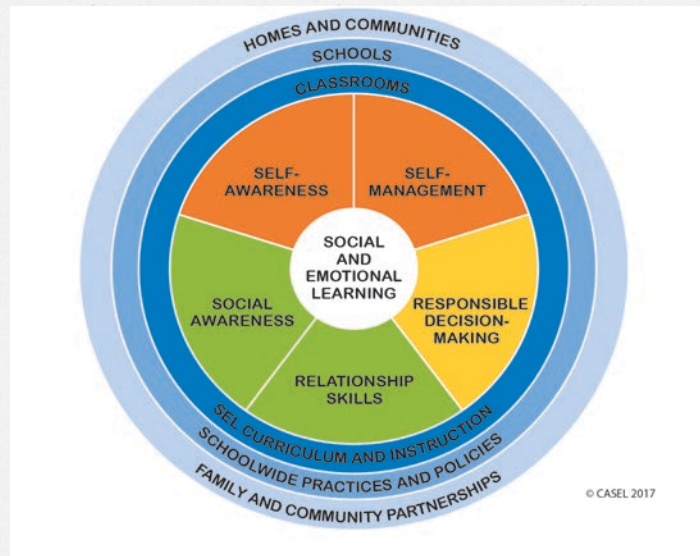 HOMES AND COMMUNITIES
SCHOOLS
CLASSROOMS
SELF-
AWARENESS
SELF-
MANAGEMENT
SOCIAL
AND
EMOTIONAL
LEARNING
SOCIAL
AWARENESS
RESPONSIBLE
DECISION-
MAKING
RELATIONSHIP
SKILLS
SEL CURRICULUM AND INSTRUCTION
SCHOOLWIDE PRACTICES AND POLICIES
FAMILY AND COMMUNITY PARTNERSHIPS
© CASEL 2017